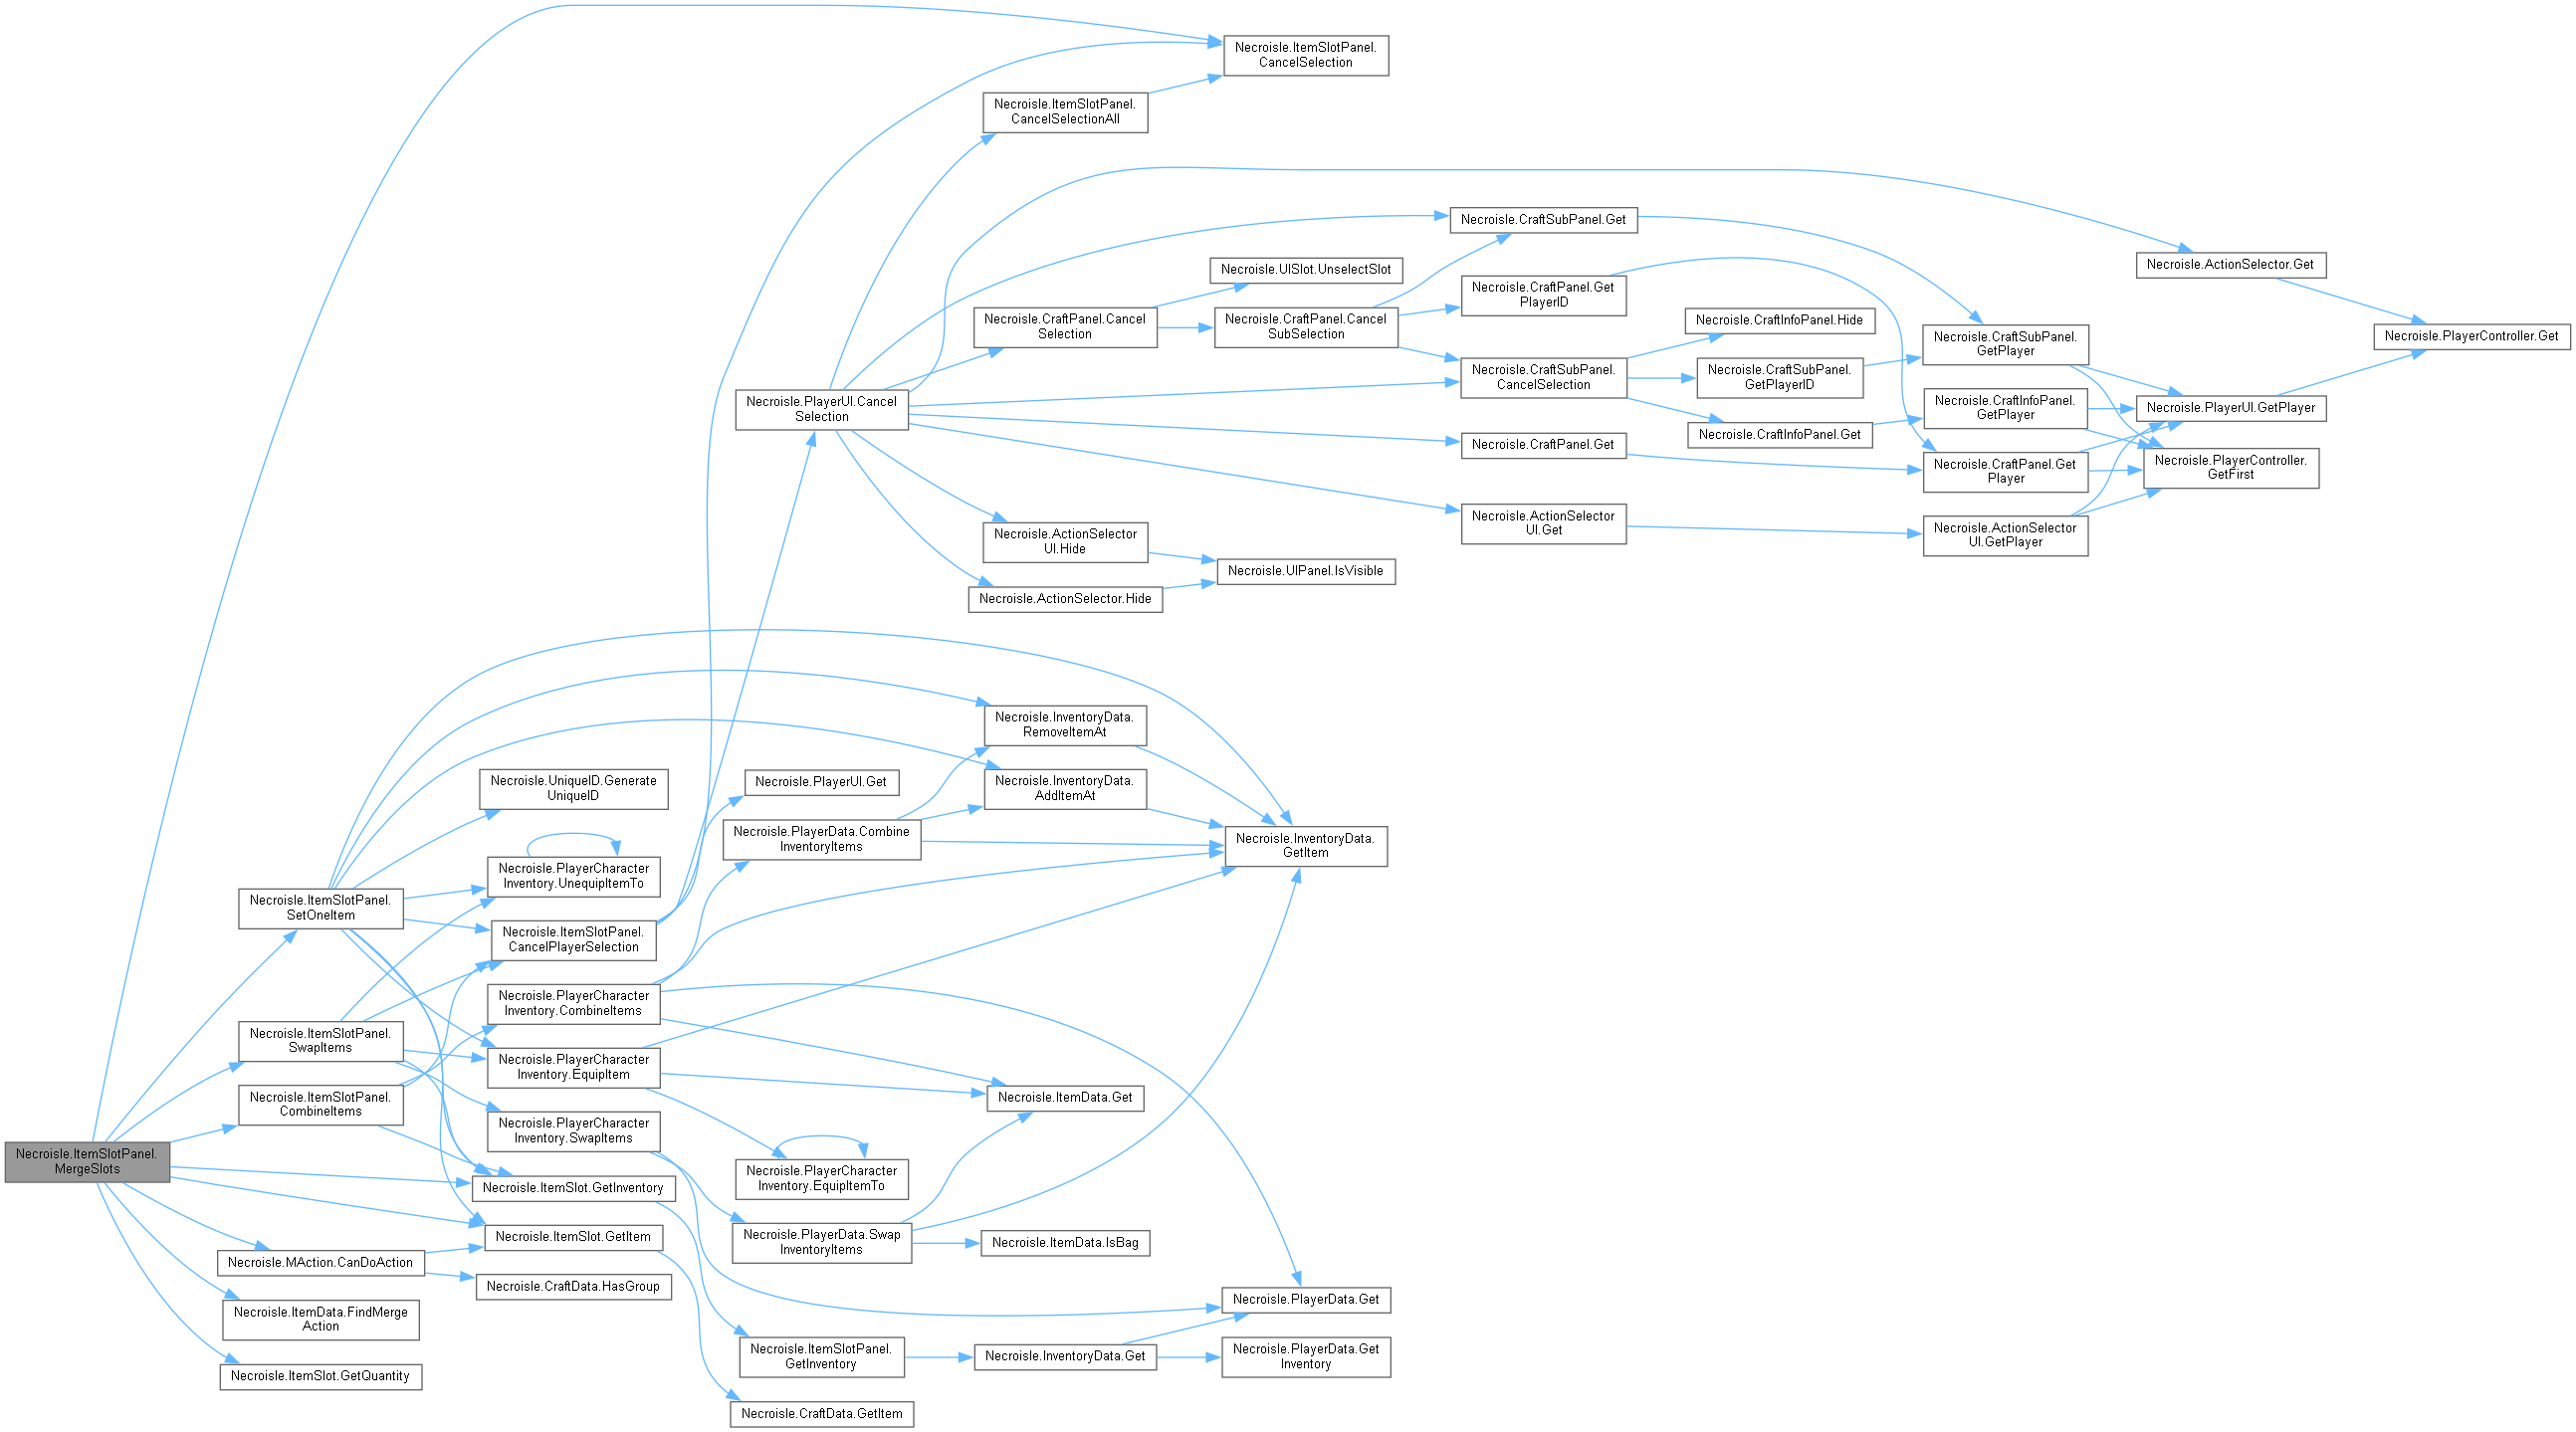 Necroisle.ItemSlotPanel.
MergeSlots
Necroisle.ItemSlotPanel.
SetOneItem
Necroisle.ItemSlotPanel.
SwapItems
Necroisle.ItemSlotPanel.
CombineItems
Necroisle.MAction.CanDoAction
Necroisle.ItemData.FindMerge
Action
Necroisle.ItemSlot.GetQuantity
Necroisle.UniqueID.Generate
UniqueID
Necroisle.PlayerCharacter
Inventory.UnequipItemTo
Necroisle.ItemSlotPanel.
CancelPlayerSelection
Necroisle.PlayerCharacter
Inventory.CombineItems
Necroisle.PlayerCharacter
Inventory.EquipItem
Necroisle.PlayerCharacter
Inventory.SwapItems
Necroisle.ItemSlot.GetInventory
Necroisle.ItemSlot.GetItem
Necroisle.CraftData.HasGroup
Necroisle.PlayerUI.Cancel
Selection
Necroisle.PlayerUI.Get
Necroisle.PlayerData.Combine
InventoryItems
Necroisle.PlayerCharacter
Inventory.EquipItemTo
Necroisle.PlayerData.Swap
InventoryItems
Necroisle.ItemSlotPanel.
GetInventory
Necroisle.CraftData.GetItem
Necroisle.ItemSlotPanel.
CancelSelectionAll
Necroisle.CraftPanel.Cancel
Selection
Necroisle.ActionSelector
UI.Hide
Necroisle.ActionSelector.Hide
Necroisle.InventoryData.
RemoveItemAt
Necroisle.InventoryData.
AddItemAt
Necroisle.ItemData.Get
Necroisle.ItemData.IsBag
Necroisle.InventoryData.Get
Necroisle.ItemSlotPanel.
CancelSelection
Necroisle.UISlot.UnselectSlot
Necroisle.CraftPanel.Cancel
SubSelection
Necroisle.UIPanel.IsVisible
Necroisle.InventoryData.
GetItem
Necroisle.PlayerData.Get
Necroisle.PlayerData.Get
Inventory
Necroisle.CraftSubPanel.Get
Necroisle.CraftPanel.Get
PlayerID
Necroisle.CraftSubPanel.
CancelSelection
Necroisle.CraftPanel.Get
Necroisle.ActionSelector
UI.Get
Necroisle.CraftInfoPanel.Hide
Necroisle.CraftSubPanel.
GetPlayerID
Necroisle.CraftInfoPanel.Get
Necroisle.CraftSubPanel.
GetPlayer
Necroisle.CraftInfoPanel.
GetPlayer
Necroisle.CraftPanel.Get
Player
Necroisle.ActionSelector
UI.GetPlayer
Necroisle.ActionSelector.Get
Necroisle.PlayerUI.GetPlayer
Necroisle.PlayerController.
GetFirst
Necroisle.PlayerController.Get